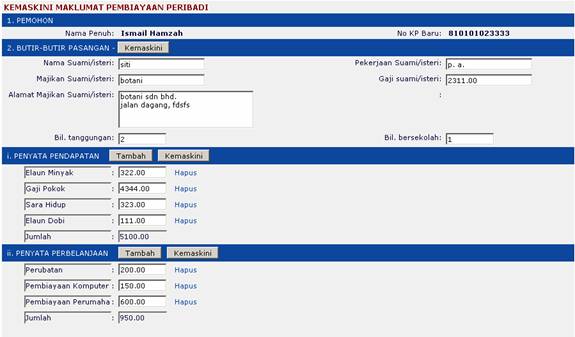 KEMASKINI MAKLUMAT PEMBIAYAAN PERIBADI
1. PEMOHON
Nama Penuh: Ismail Hamzah No KP Baru: 810101023333
2. BUTIR-BUTIR PASANGAN - Kemaskini
Nama Suami/isteri: siti Pekerjaan Suami/isteri: p. a.
Majikan Suami/isteri: botani Gaji suami/isteri: 2311.00
Alamat Majikan Suami/isteri: botani sdn bhd. :
jalan dagang, fdsfs
Bil. tanggungan: 2 Bil. bersekolah: 1
i. PENYATA PENDAPATAN Tambah Kemaskini
Elaun Minyak : 322.00 Hapus
Gaji Pokok : 4344.00 Hapus
Sara Hidup : 323.00 Hapus
Elaun Dobi : 111.00 Hapus
Jumlah : 5100.00
ii. PENYATA PERBELANJAAN Tambah Kemaskini
Perubatan : 200.00 Hapus
Pembiayaan Komputer : 150.00 Hapus
Pembiayaan Perumaha : 600.00 Hapus
Jumlah : 950.00